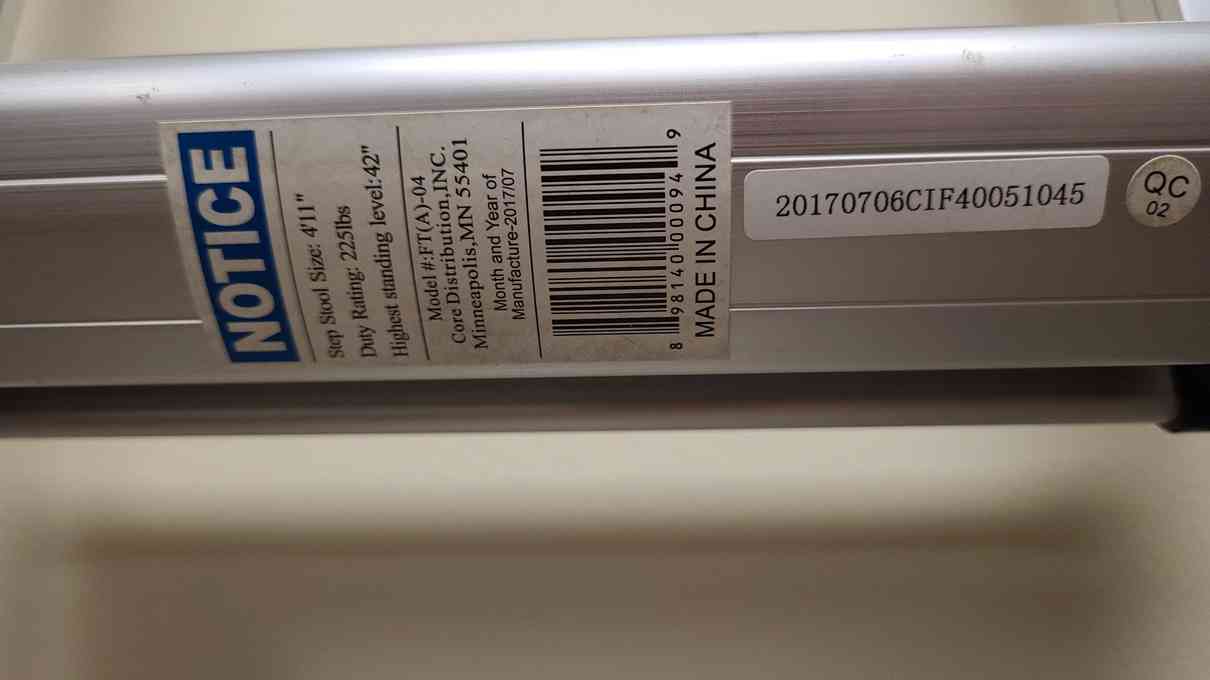 NOTICE
Step Stool Size: 4'11"
Duty Rating: 225lbs
Highest standing level:42"
Model #:FT(A)-04
Core Distribution,INC.
Minneapolis,MN 55401
Month and Year of
Manufacture-2017/07
8 98140 00094 9
MADE IN CHINA
20170706CIF40051045
QC
02